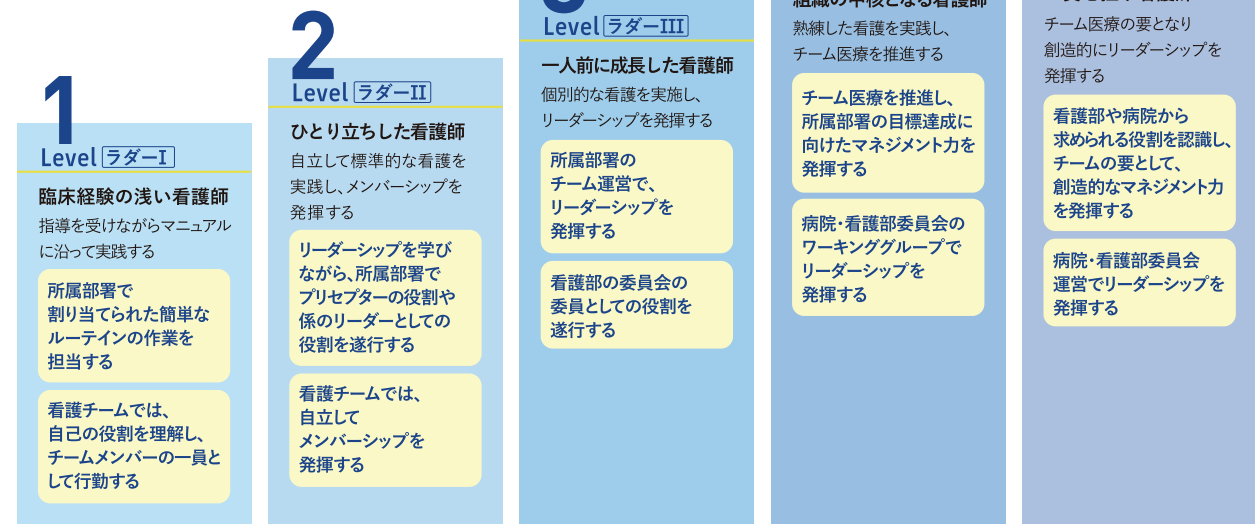 1
Level ラダーI
臨床経験の浅い看護師
指導を受けながらマニュアル
に沿って実践する
所属部署で
割り当てられた簡単な
ルーテインの作業を
担当する
看護チームでは、
自己の役割を理解し、
チームメンバーの一員と
して行動する
2
Level ラダーII
ひとり立ちした看護師
自立して標準的な看護を
実践し、メンバーシップを
発揮する
リーダーシップを学び
ながら、所属部署で
プリセプターの役割や
係のリーダーとしての
役割を遂行する
看護チームでは、
自立して
メンバーシップを
発揮する
Level ラダーIII
一人前に成長した看護師
個別的な看護を実施し、
リーダーシップを発揮する
所属部署の
チーム運営で、
リーダーシップを
発揮する
看護部の委員会の
委員としての役割を
遂行する
組織の中核となる看護師
熟練した看護を実践し、
チーム医療を推進する
チーム医療を推進し、
所属部署の目標達成に
向けたマネジメント力を
発揮する
病院・看護部委員会の
ワーキンググループで
リーダーシップを
発揮する
チーム医療の要となり
創造的にリーダーシップを
発揮する
看護部や病院から
求められる役割を認識し、
チームの要として、
創造的なマネジメント力
を発揮する
病院・看護部委員会
運営でリーダーシップを
発揮する